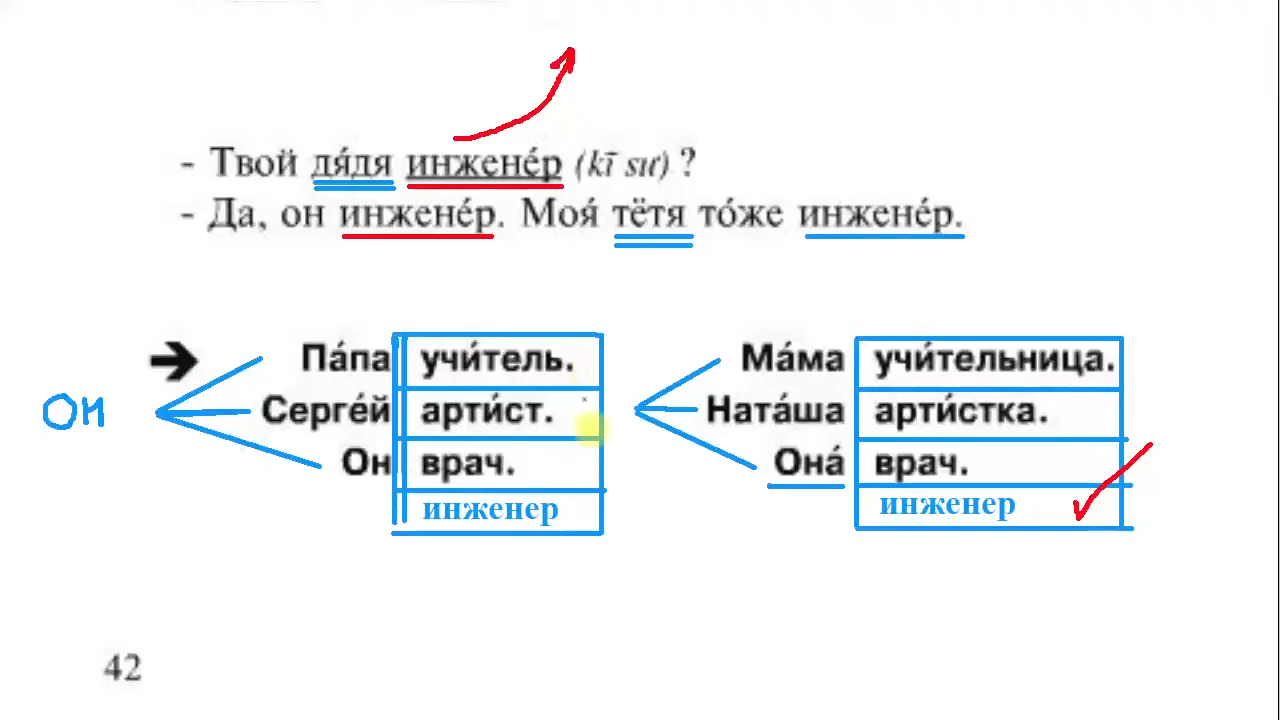 - Твой дя́дя инжене́р (kĩ sư) ?
- Да, он инжене́р. Моя́ тётя то́же инжене́р.
Па́па учи́тель. Ма́ма учи́тельница.
Он Серге́й арти́ст. Ната́ша арти́стка.
Он врач. Она́ врач.
инженер инженер
42